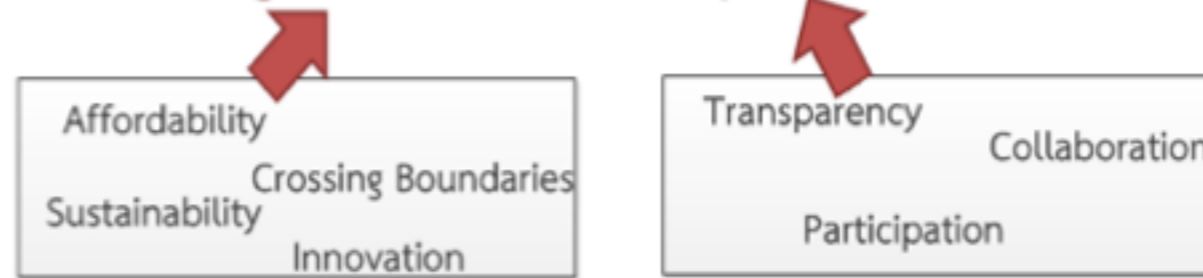 Affordability
Crossing Boundaries
Sustainability
Innovation
Transparency
Collaboration
Participation